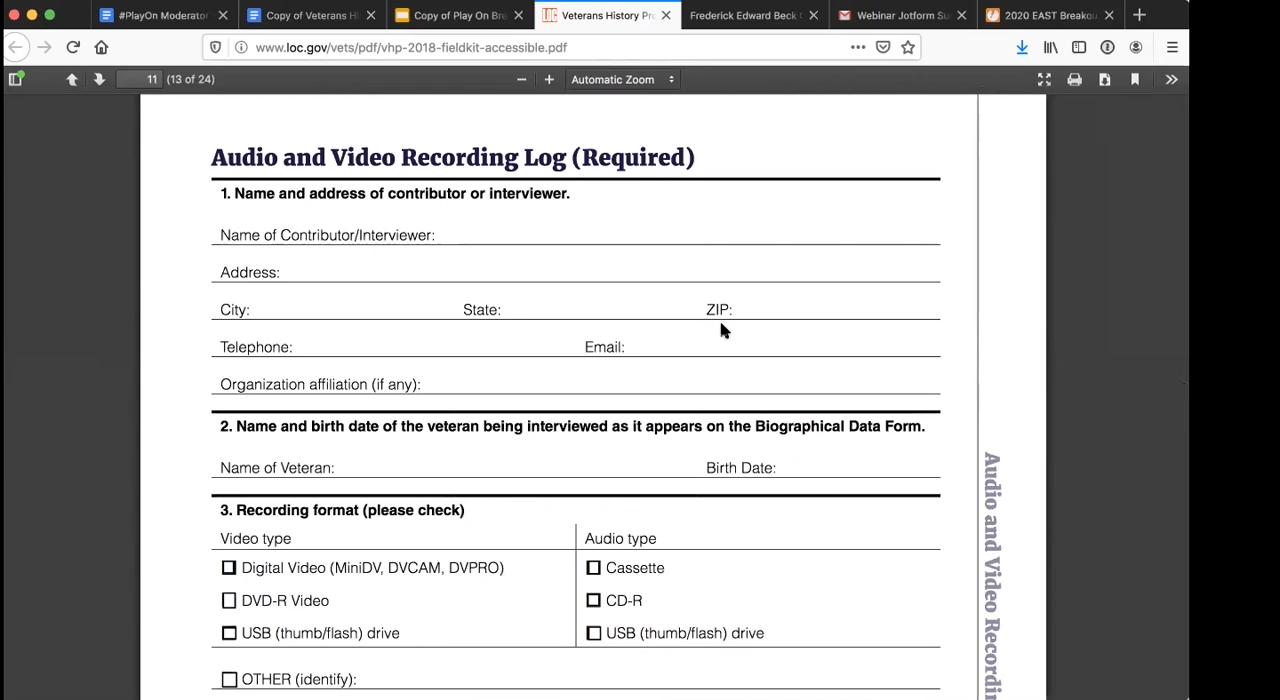 #PlayOn Moderator
Copy of Veterans Hi
Copy of Play On Bre
Veterans History Pro
Frederick Edward Beck
Webinar Jotform Su
2020 EAST Breakou
www.loc.gov/vets/pdf/vhp-2018-fieldkit-accessible.pdf
11 (13 of 24)
Automatic Zoom
Audio and Video Recording Log (Required)
1. Name and address of contributor or interviewer.
Name of Contributor/Interviewer:
Address:
City: State: ZIP:
Telephone: Email:
Organization affiliation (if any):
2. Name and birth date of the veteran being interviewed as it appears on the Biographical Data Form.
Name of Veteran: Birth Date:
3. Recording format (please check)
Video type Audio type
Digital Video (MiniDV, DVCAM, DVPRO) Cassette
DVD-R Video CD-R
USB (thumb/flash) drive USB (thumb/flash) drive
OTHER (identify):
Audio and Video Recordin